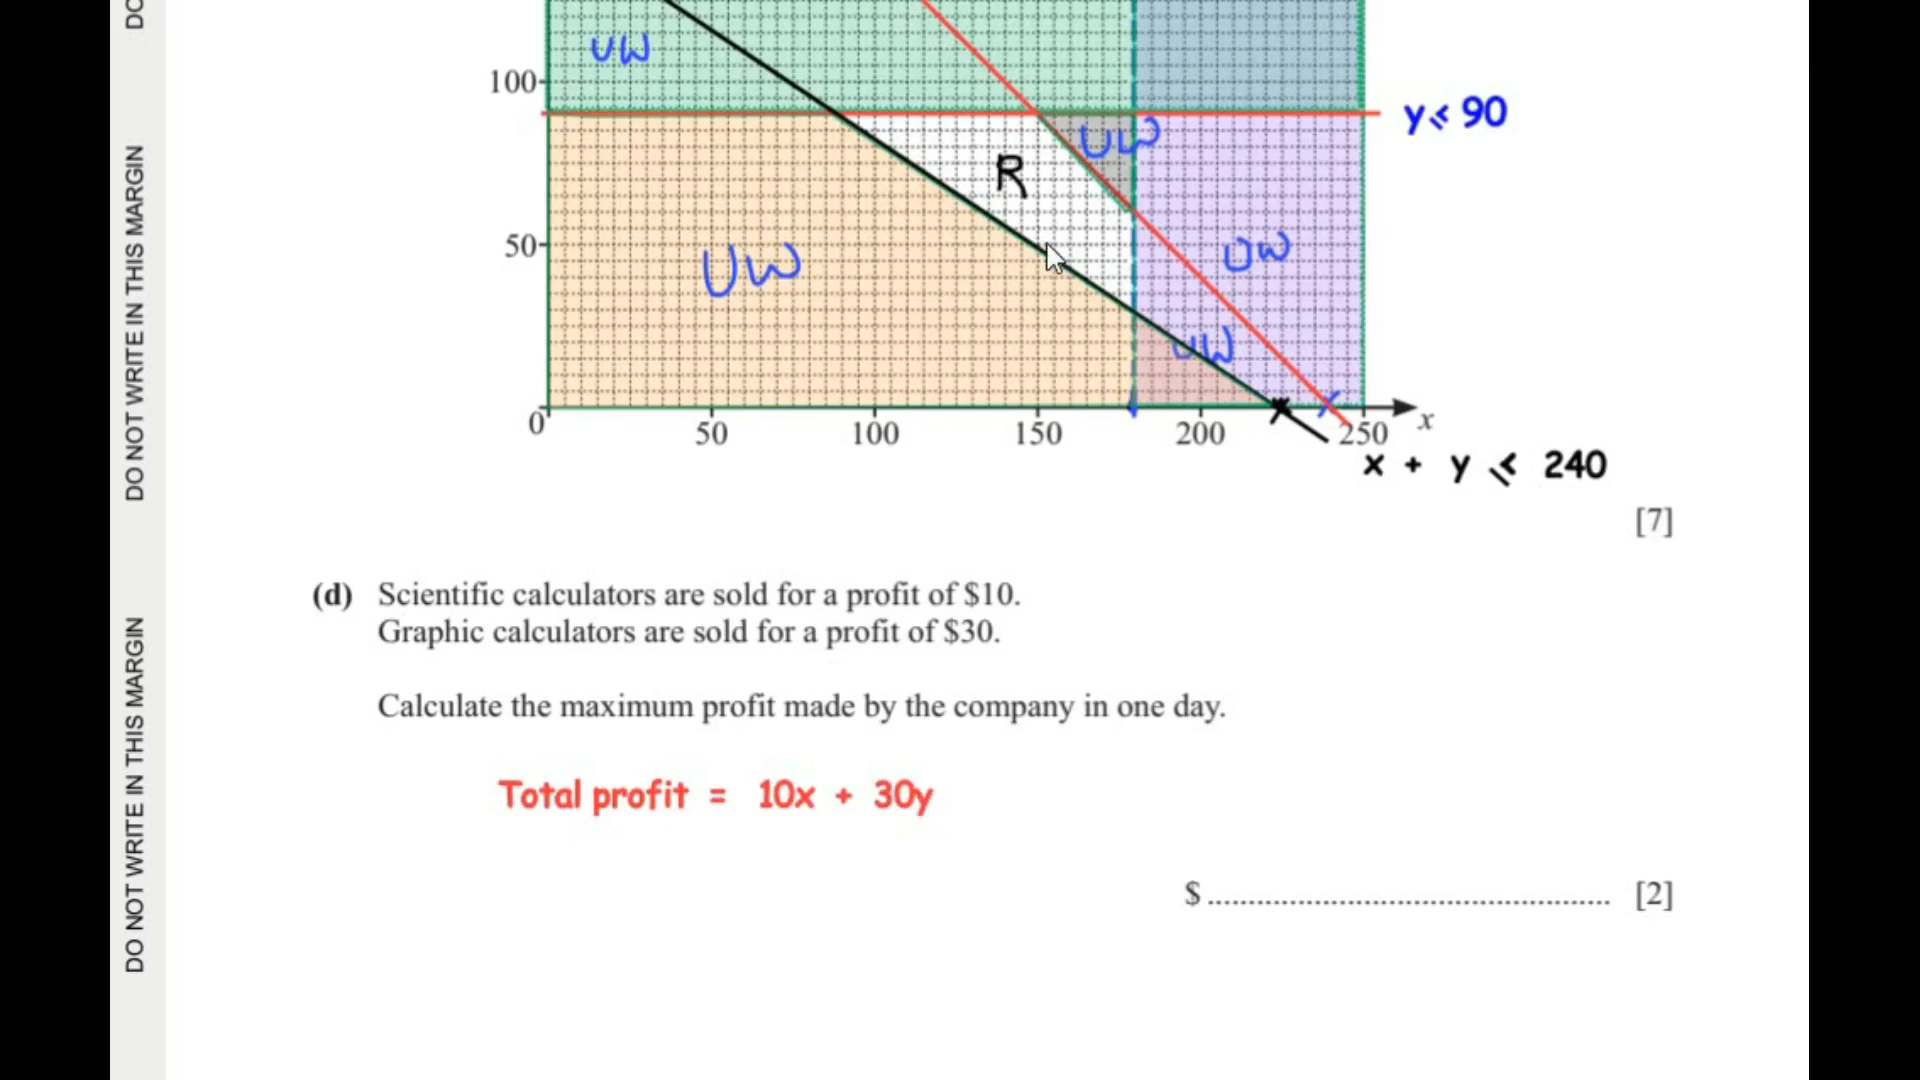 DO NOT WRITE IN THIS MARGIN
DO NOT WRITE IN THIS MARGIN
DO
UW
100
y ⩽ 90
UW
R
50
UW
UW
UW
0
50
100
150
200
250
x
x + y ⩽ 240
[7]
(d) Scientific calculators are sold for a profit of $10.
Graphic calculators are sold for a profit of $30.
Calculate the maximum profit made by the company in one day.
Total profit = 10x + 30y
$ .................................................. [2]